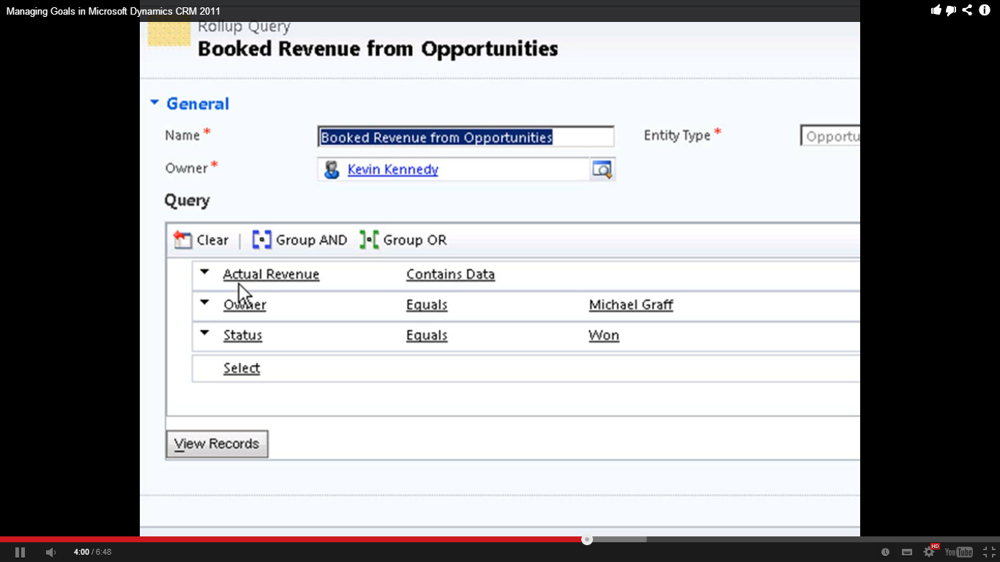 Managing Goals in Microsoft Dynamics CRM 2011
Rollup Query
Booked Revenue from Opportunities
General
Name * Booked Revenue from Opportunities Entity Type * Opportu
Owner * Kevin Kennedy
Query
Clear | Group AND Group OR
Actual Revenue Contains Data
Owner Equals Michael Graff
Status Equals Won
Select
View Records
4:00 / 6:48 HD YouTube